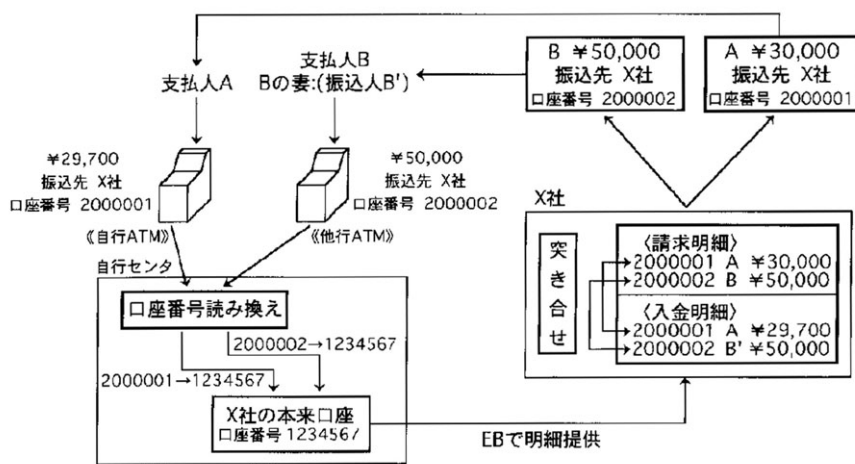 B ¥50,000
振込先 X社
口座番号 2000002
A ¥30,000
振込先 X社
口座番号 2000001
支払人A
支払人B
Bの妻:(振込人B')
¥29,700
振込先 X社
口座番号 2000001
《自行ATM》
¥50,000
振込先 X社
口座番号 2000002
《他行ATM》
自行センタ
口座番号読み換え
2000002→1234567
2000001→1234567
X社の本来口座
口座番号1234567
EBで明細提供
X社
突き合せ
〈請求明細〉
2000001 A ¥30,000
2000002 B ¥50,000
〈入金明細〉
2000001 A ¥29,700
2000002 B' ¥50,000